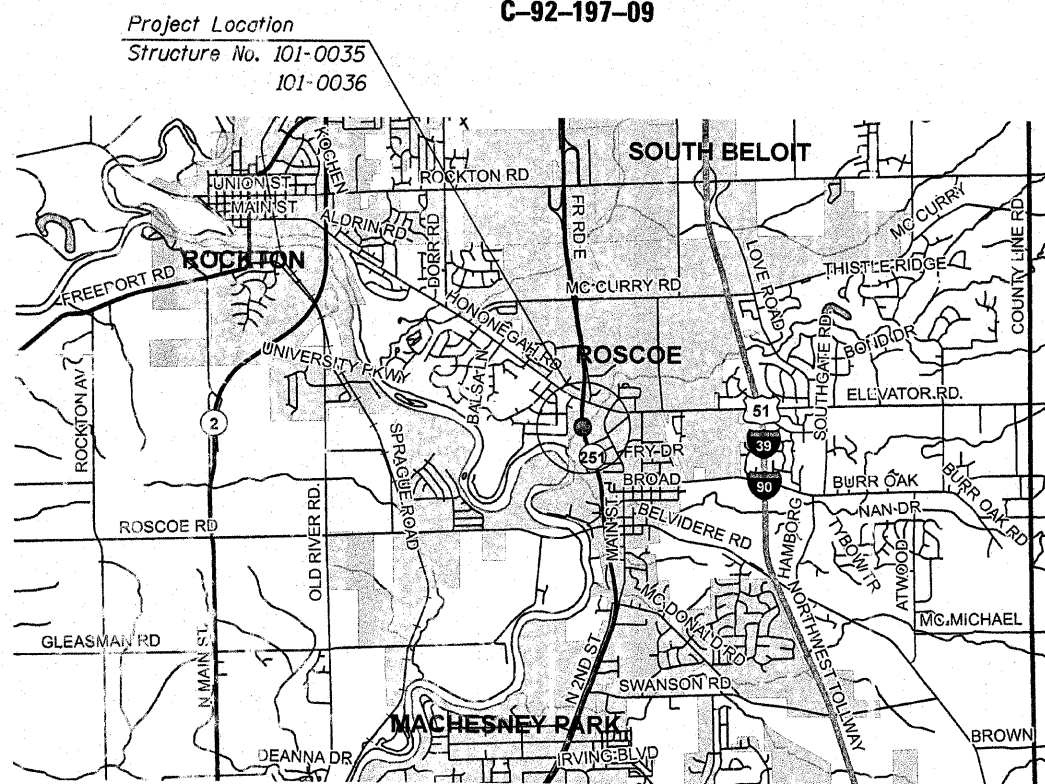 C-92-197-09
Project Location
Structure No. 101-0035
101-0036
KOCHEN
SOUTH BELOIT
UNION ST
ROCKTON RD
MAIN ST
ALDRIN RD
DORR RD
MC CURRY
COUNTY LINE RD
ROCKTON
LOVE ROAD
THISTLE RIDGE
FREEPORT RD
HONONEGAH RD
MC CURRY RD
BOND DR
UNIVERSITY PKWY
BALSA LN
ROSCOE
SOUTHGATE RD
ELEVATOR RD.
ROCKTON AV
2
51
39
251
FRY DR
90
SPRAGUE ROAD
BROAD
BURR OAK
BURR OAK RD
NAN DR
ROSCOE RD
OLD RIVER RD.
MAIN ST
BELVIDERE RD
HAMBORG
TYBOW TR
ATWOOD
MC DONALD RD
MC.MICHAEL
GLEASMAN RD
N MAIN ST.
N 2ND ST
SWANSON RD
NORTHWEST TOLLWAY
MACHESNEY PARK
DEANNA DR
IRVING BLVD
BROWN